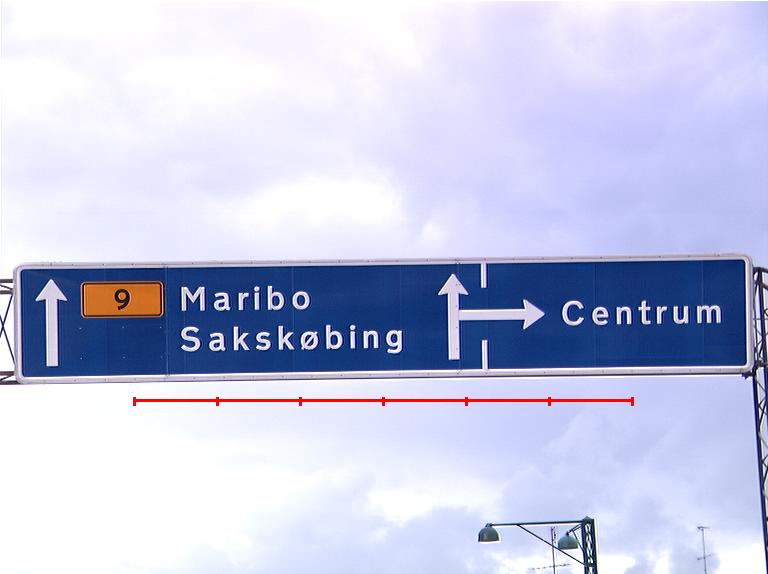 9
Maribo
Sakskøbing
Centrum